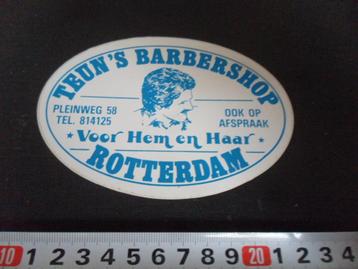 TEUN'S BARBERSHOP
PLEINWEG 58
TEL. 814125
OOK OP
AFSPRAAK
★ Voor Hem en Haar ★
ROTTERDAM
10 1 2 3 4 5 6 7 8 9 20 1 2 3 4